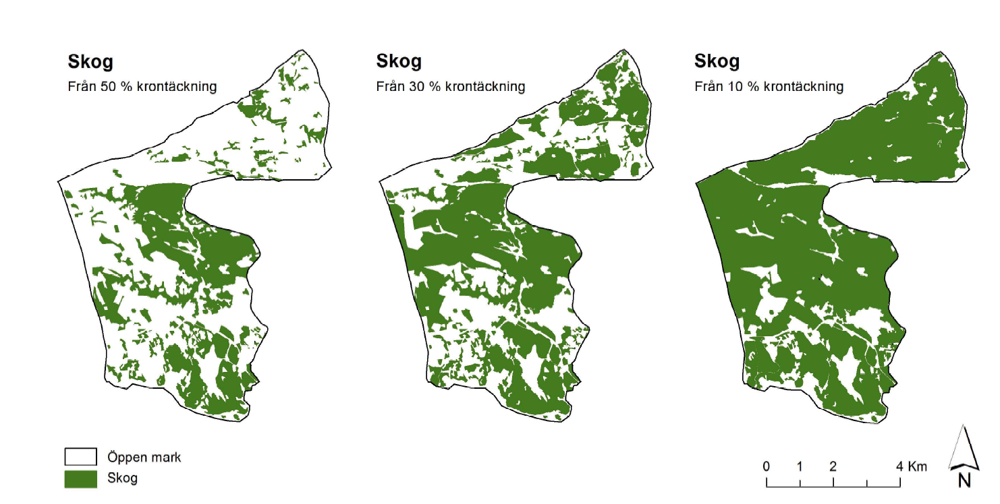 Skog
Från 50 % krontäckning
Skog
Från 30 % krontäckning
Skog
Från 10 % krontäckning
Öppen mark
Skog
0 1 2 4 Km
N